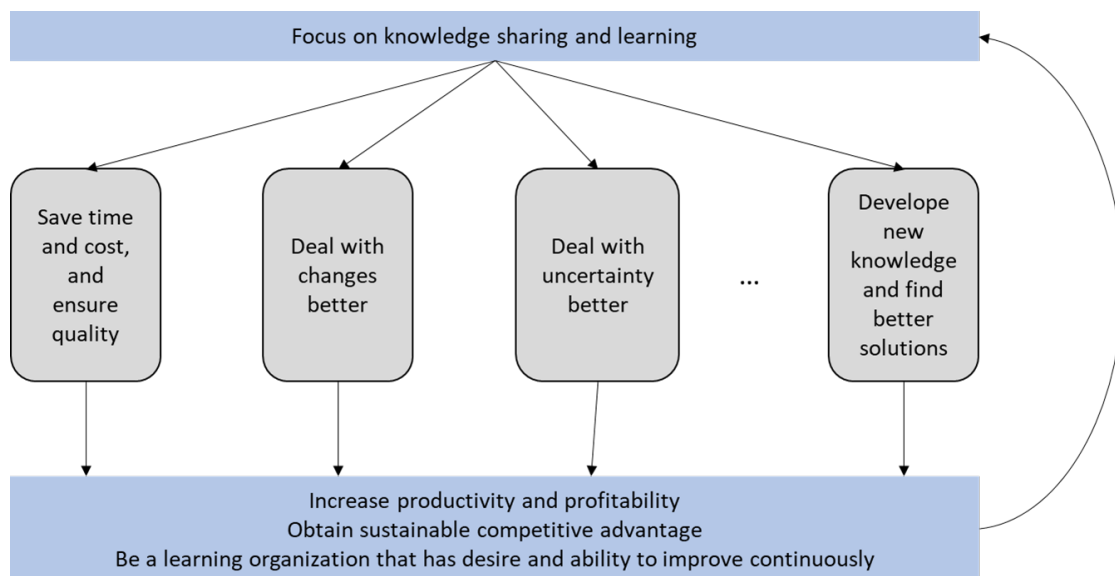 Focus on knowledge sharing and learning
Save time
and cost,
and
ensure
quality
Deal with
changes
better
Deal with
uncertainty
better
...
Develope
new
knowledge
and find
better
solutions
Increase productivity and profitability
Obtain sustainable competitive advantage
Be a learning organization that has desire and ability to improve continuously